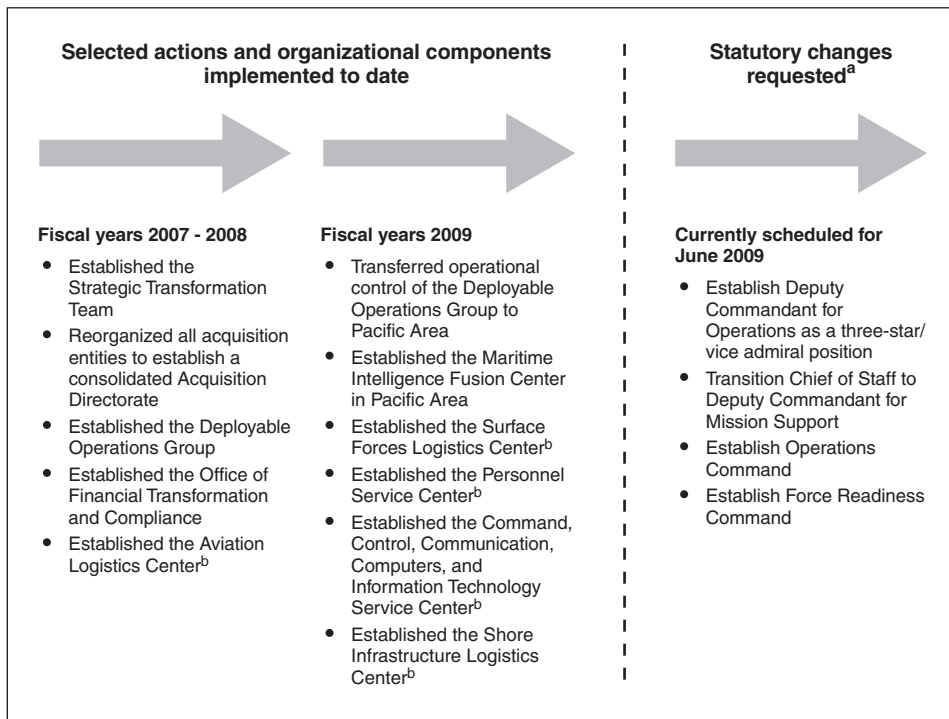 Selected actions and organizational components
implemented to date
Statutory changes
requestedᵃ
Fiscal years 2007 - 2008
• Established the
Strategic Transformation
Team
• Reorganized all acquisition
entities to establish a
consolidated Acquisition
Directorate
• Established the Deployable
Operations Group
• Established the Office of
Financial Transformation
and Compliance
• Established the Aviation
Logistics Centerᵇ
Fiscal years 2009
• Transferred operational
control of the Deployable
Operations Group to
Pacific Area
• Established the Maritime
Intelligence Fusion Center
in Pacific Area
• Established the Surface
Forces Logistics Centerᵇ
• Established the Personnel
Service Centerᵇ
• Established the Command,
Control, Communication,
Computers, and
Information Technology
Service Centerᵇ
• Established the Shore
Infrastructure Logistics
Centerᵇ
Currently scheduled for
June 2009
• Establish Deputy
Commandant for
Operations as a three-star/
vice admiral position
• Transition Chief of Staff to
Deputy Commandant for
Mission Support
• Establish Operations
Command
• Establish Force Readiness
Command